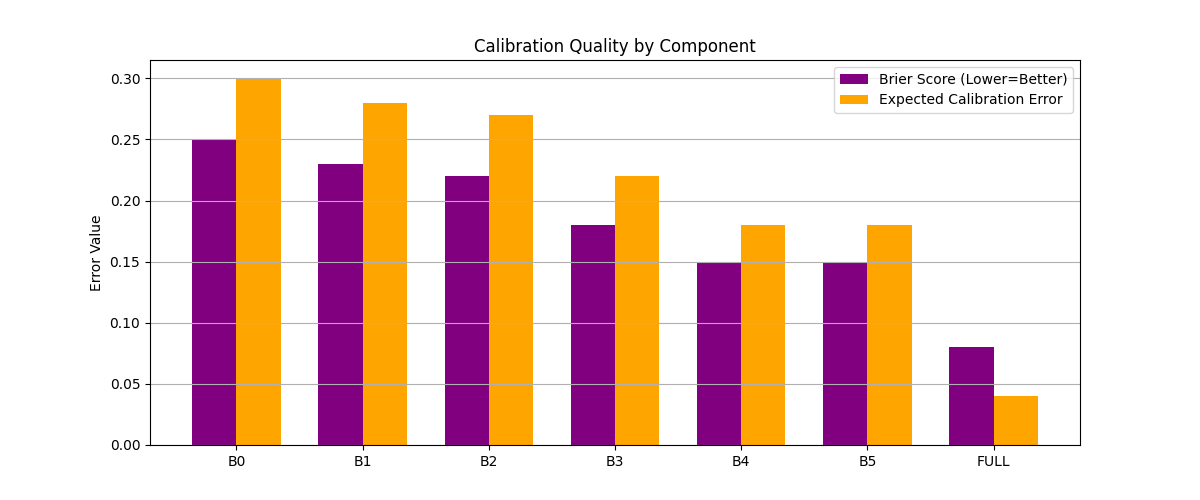 Calibration Quality by Component
Brier Score (Lower=Better)
Expected Calibration Error
Error Value
0.30
0.25
0.20
0.15
0.10
0.05
0.00
B0 B1 B2 B3 B4 B5 FULL